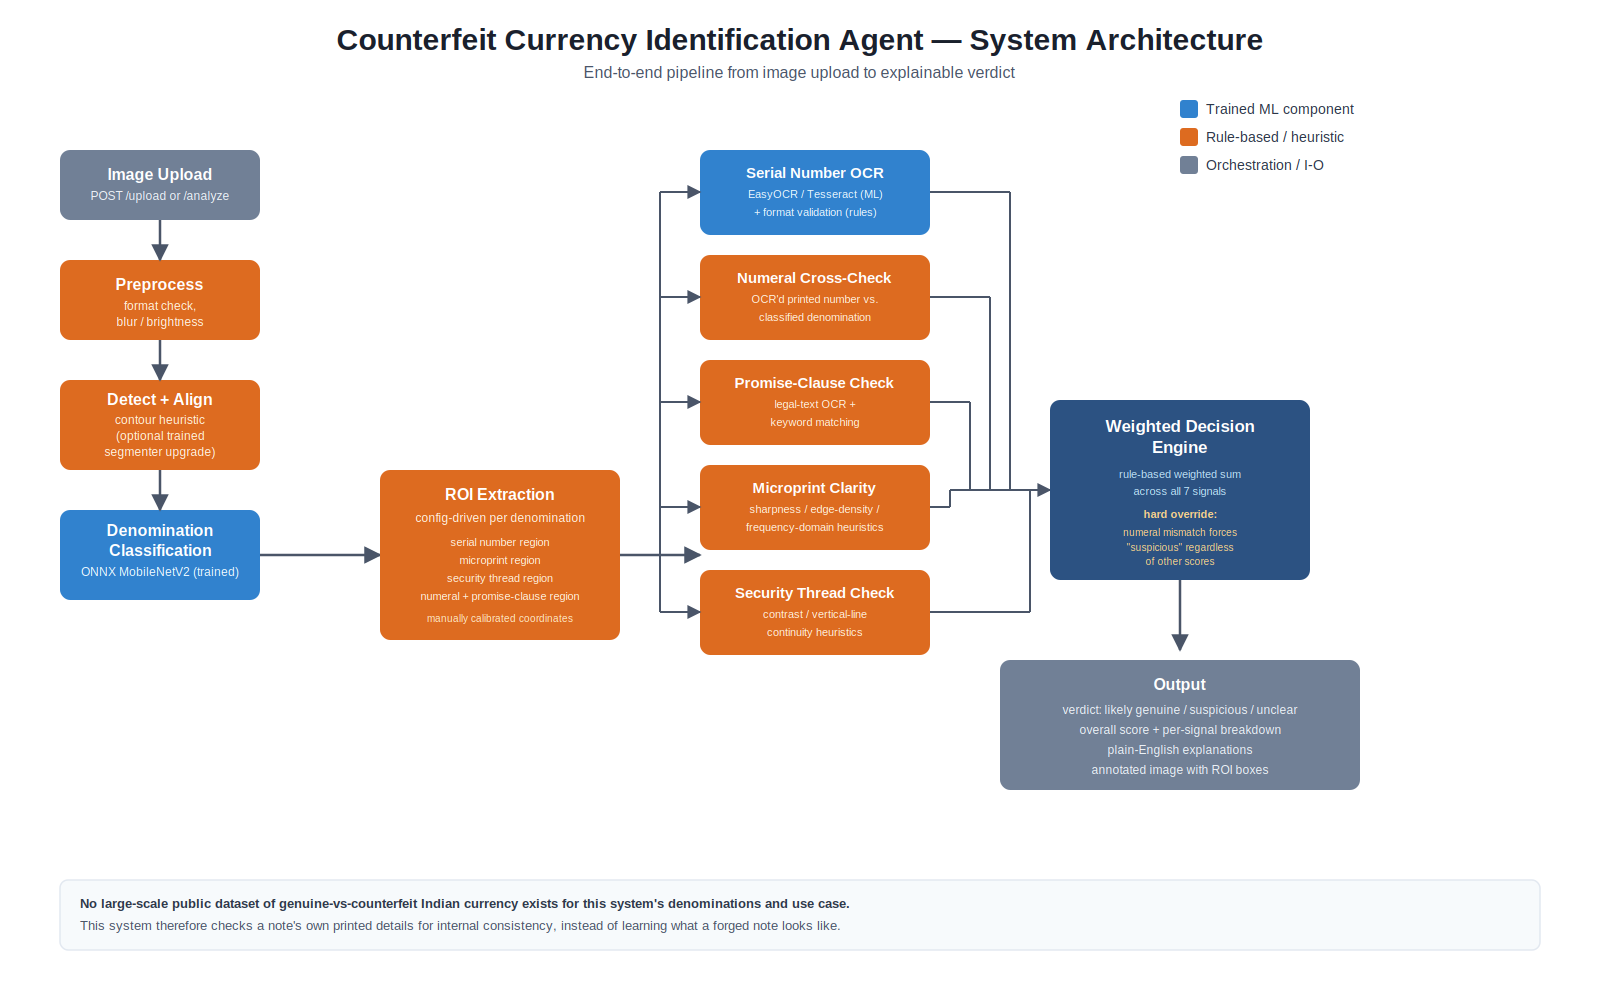 Counterfeit Currency Identification Agent — System Architecture
End-to-end pipeline from image upload to explainable verdict
Trained ML component
Rule-based / heuristic
Orchestration / I-O
Image Upload
POST /upload or /analyze
Preprocess
format check,
blur / brightness
Detect + Align
contour heuristic
(optional trained
segmenter upgrade)
Denomination
Classification
ONNX MobileNetV2 (trained)
ROI Extraction
config-driven per denomination
serial number region
microprint region
security thread region
numeral + promise-clause region
manually calibrated coordinates
Serial Number OCR
EasyOCR / Tesseract (ML)
+ format validation (rules)
Numeral Cross-Check
OCR'd printed number vs.
classified denomination
Promise-Clause Check
legal-text OCR +
keyword matching
Microprint Clarity
sharpness / edge-density /
frequency-domain heuristics
Security Thread Check
contrast / vertical-line
continuity heuristics
Weighted Decision
Engine
rule-based weighted sum
across all 7 signals
hard override:
numeral mismatch forces
"suspicious" regardless
of other scores
Output
verdict: likely genuine / suspicious / unclear
overall score + per-signal breakdown
plain-English explanations
annotated image with ROI boxes
No large-scale public dataset of genuine-vs-counterfeit Indian currency exists for this system's denominations and use case.
This system therefore checks a note's own printed details for internal consistency, instead of learning what a forged note looks like.